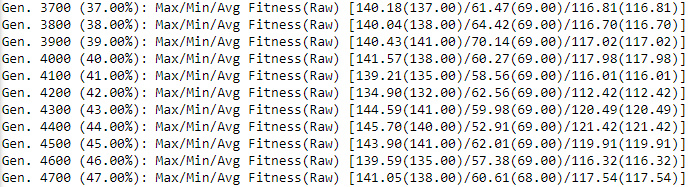 Gen. 3700 (37.00%): Max/Min/Avg Fitness(Raw) [140.18(137.00)/61.47(69.00)/116.81(116.81)]
Gen. 3800 (38.00%): Max/Min/Avg Fitness(Raw) [140.04(138.00)/64.42(69.00)/116.70(116.70)]
Gen. 3900 (39.00%): Max/Min/Avg Fitness(Raw) [140.43(141.00)/70.14(69.00)/117.02(117.02)]
Gen. 4000 (40.00%): Max/Min/Avg Fitness(Raw) [141.57(138.00)/60.27(69.00)/117.98(117.98)]
Gen. 4100 (41.00%): Max/Min/Avg Fitness(Raw) [139.21(135.00)/58.56(69.00)/116.01(116.01)]
Gen. 4200 (42.00%): Max/Min/Avg Fitness(Raw) [134.90(132.00)/62.56(69.00)/112.42(112.42)]
Gen. 4300 (43.00%): Max/Min/Avg Fitness(Raw) [144.59(141.00)/59.98(69.00)/120.49(120.49)]
Gen. 4400 (44.00%): Max/Min/Avg Fitness(Raw) [145.70(140.00)/52.91(69.00)/121.42(121.42)]
Gen. 4500 (45.00%): Max/Min/Avg Fitness(Raw) [143.90(141.00)/62.01(69.00)/119.91(119.91)]
Gen. 4600 (46.00%): Max/Min/Avg Fitness(Raw) [139.59(135.00)/57.38(69.00)/116.32(116.32)]
Gen. 4700 (47.00%): Max/Min/Avg Fitness(Raw) [141.05(138.00)/60.61(68.00)/117.54(117.54)]